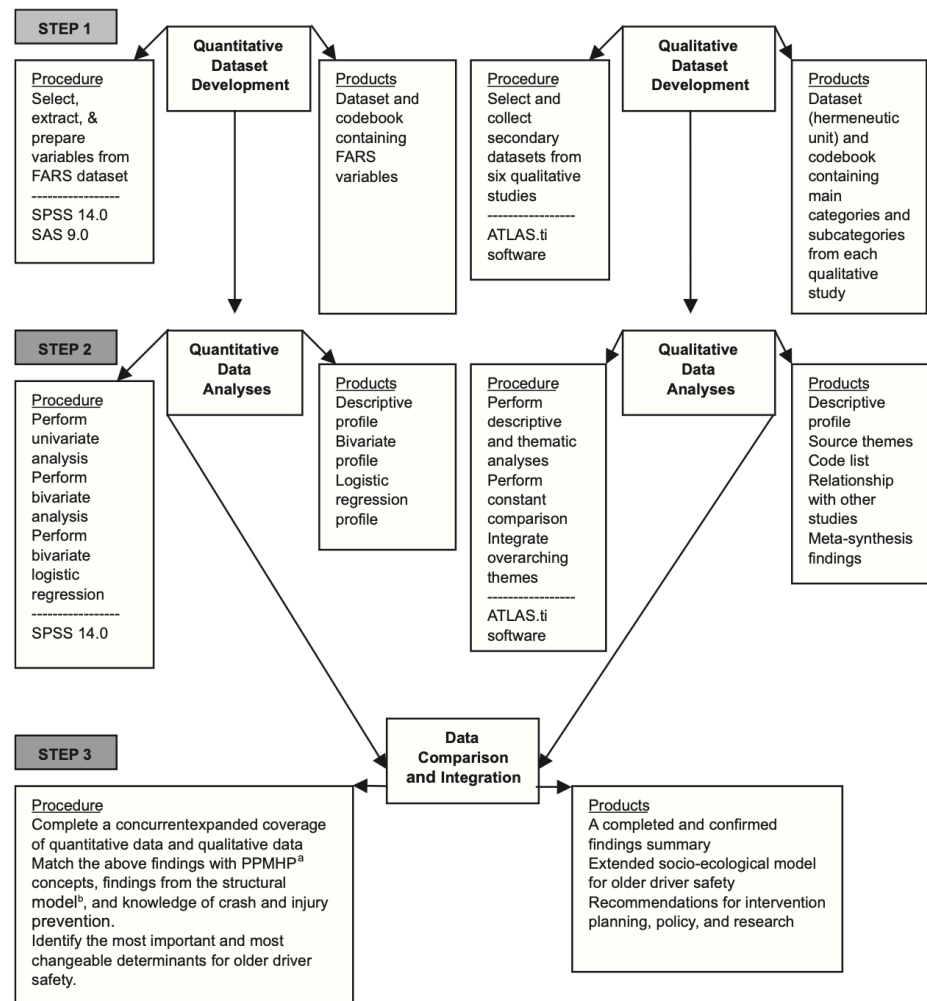 STEP 1
Quantitative
Dataset
Development
Procedure
Select,
extract, &
prepare
variables from
FARS dataset
-----------------
SPSS 14.0
SAS 9.0
Products
Dataset and
codebook
containing
FARS
variables
Qualitative
Dataset
Development
Procedure
Select and
collect
secondary
datasets from
six qualitative
studies
-----------------
ATLAS.ti
software
Products
Dataset
(hermeneutic
unit) and
codebook
containing
main
categories and
subcategories
from each
qualitative
study
STEP 2
Quantitative
Data
Analyses
Procedure
Perform
univariate
analysis
Perform
bivariate
analysis
Perform
bivariate
logistic
regression
-----------------
SPSS 14.0
Products
Descriptive
profile
Bivariate
profile
Logistic
regression
profile
Qualitative
Data
Analyses
Procedure
Perform
descriptive
and thematic
analyses
Perform
constant
comparison
Integrate
overarching
themes
-----------------
ATLAS.ti
software
Products
Descriptive
profile
Source themes
Code list
Relationship
with other
studies
Meta-synthesis
findings
STEP 3
Data
Comparison
and Integration
Procedure
Complete a concurrentexpanded coverage
of quantitative data and qualitative data
Match the above findings with PPMHPᵃ
concepts, findings from the structural
modelᵇ, and knowledge of crash and injury
prevention.
Identify the most important and most
changeable determinants for older driver
safety.
Products
A completed and confirmed
findings summary
Extended socio-ecological model
for older driver safety
Recommendations for intervention
planning, policy, and research